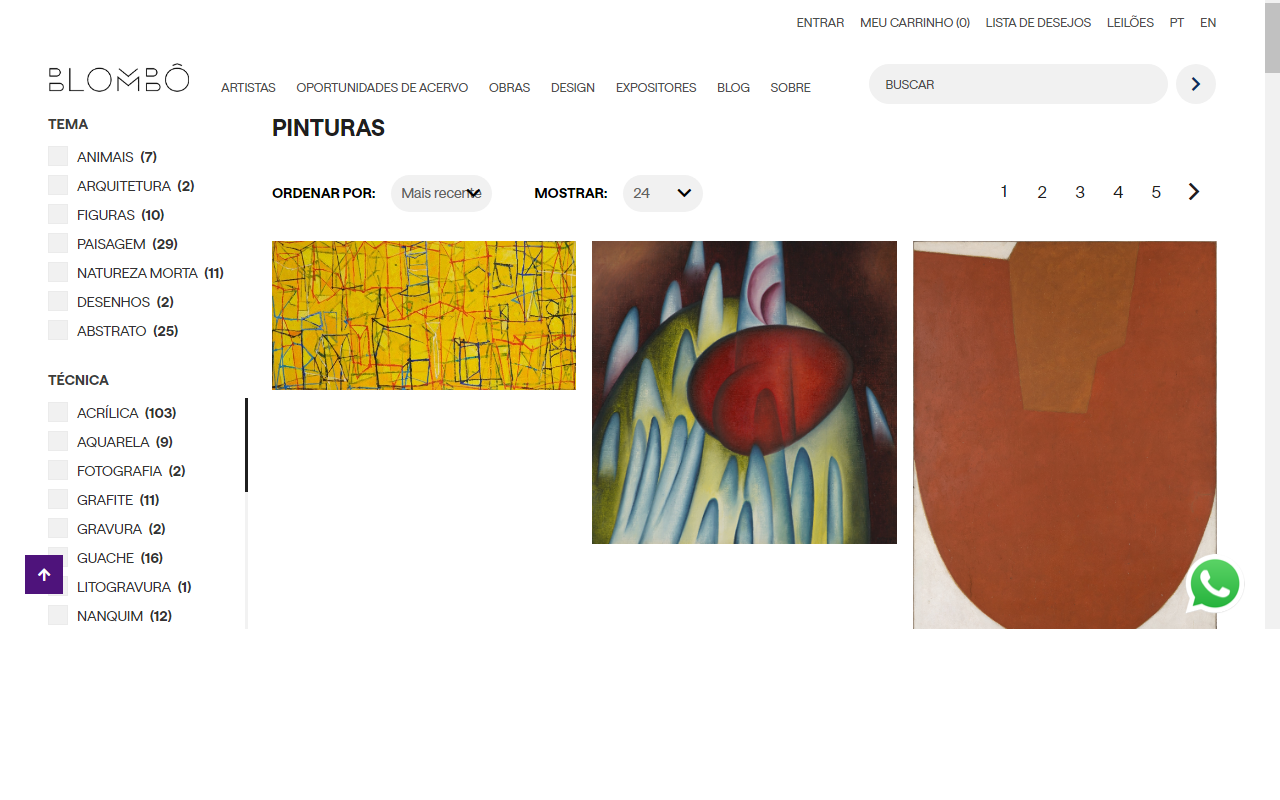 ENTRAR MEU CARRINHO (0) LISTA DE DESEJOS LEILÕES PT EN
BLOMBÔ
ARTISTAS OPORTUNIDADES DE ACERVO OBRAS DESIGN EXPOSITORES BLOG SOBRE
BUSCAR
TEMA
ANIMAIS (7)
ARQUITETURA (2)
FIGURAS (10)
PAISAGEM (29)
NATUREZA MORTA (11)
DESENHOS (2)
ABSTRATO (25)
TÉCNICA
ACRÍLICA (103)
AQUARELA (9)
FOTOGRAFIA (2)
GRAFITE (11)
GRAVURA (2)
GUACHE (16)
LITOGRAVURA (1)
NANQUIM (12)
PINTURAS
ORDENAR POR: Mais recente MOSTRAR: 24
1 2 3 4 5